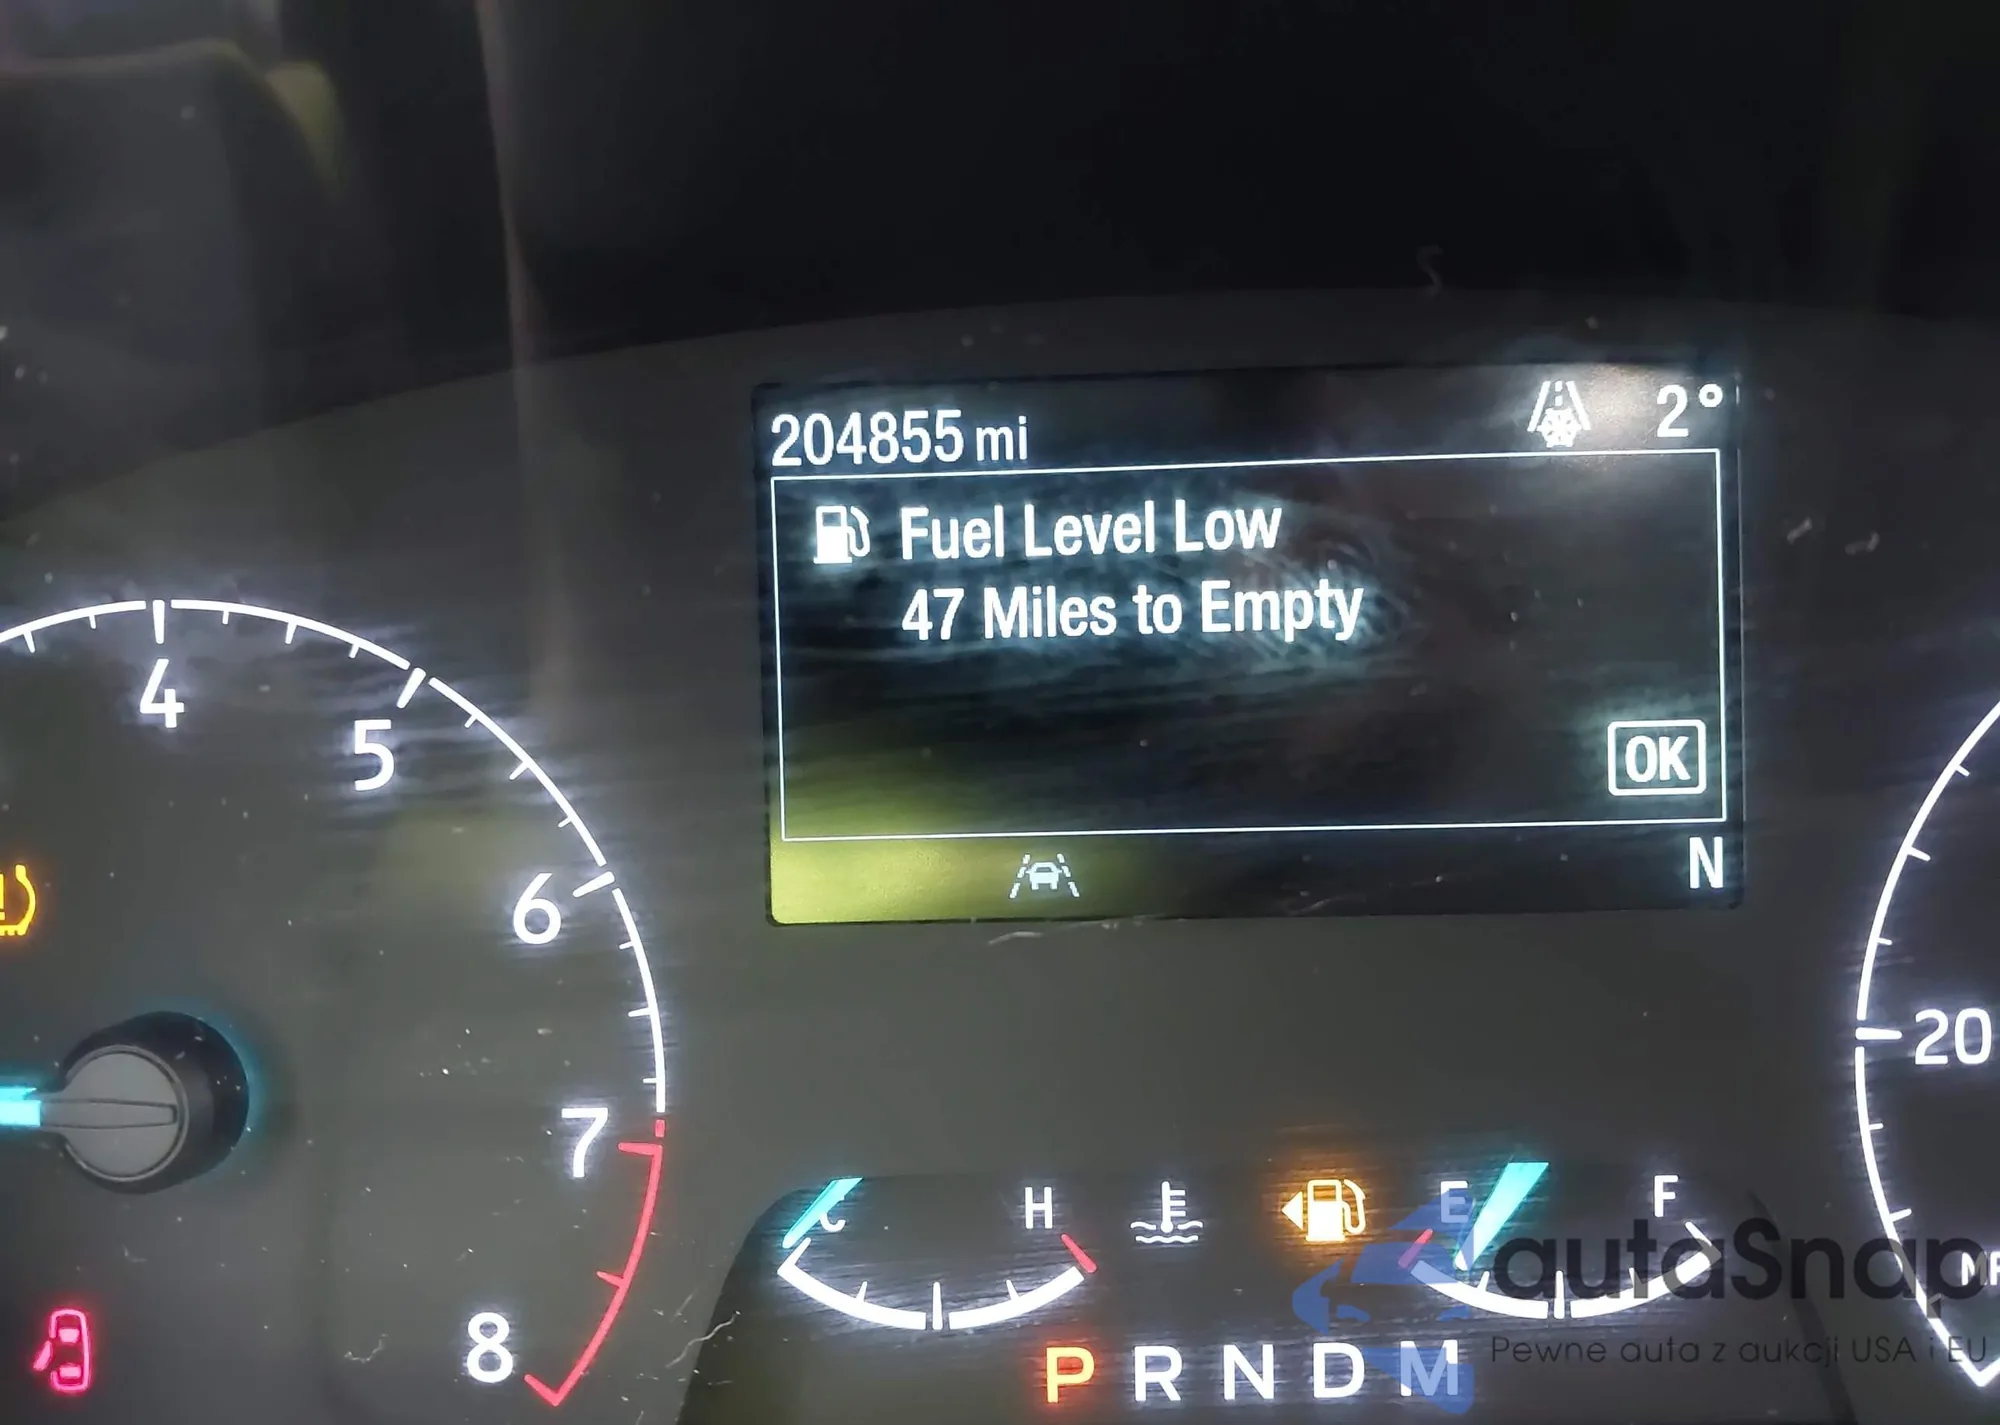 204855 mi
2°
Fuel Level Low
47 Miles to Empty
OK
N
4
5
6
7
8
20
C
H
E
F
P R N D M
autaSnap
Pewne auta z aukcji USA i EU